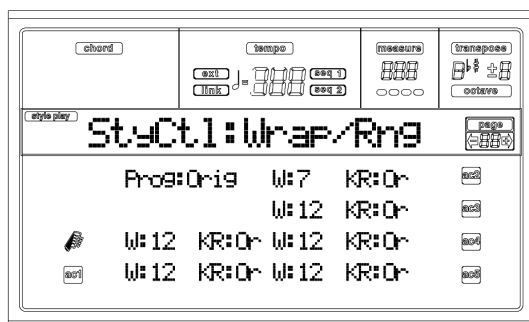 chord tempo measure transpose
ext seq 1
link seq 2
octave
style play StyCtl:Wrap/Rng page
Prog:Orig W:7 KR:Or ac2
W:12 KR:Or ac3
W:12 KR:Or W:12 KR:Or ac4
ac1 W:12 KR:Or W:12 KR:Or ac5